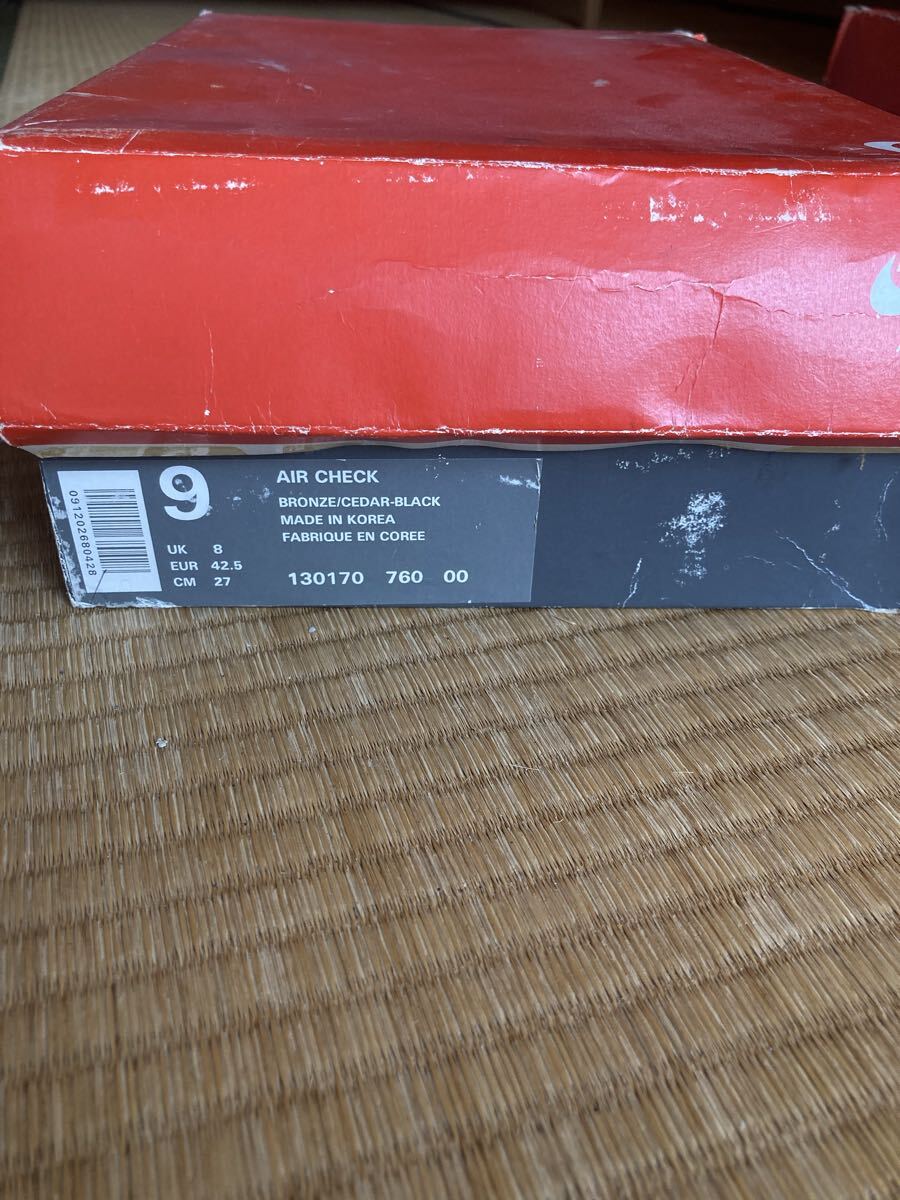 9
AIR CHECK
BRONZE/CEDAR-BLACK
MADE IN KOREA
FABRIQUE EN COREE
UK 8
EUR 42.5
CM 27
130170 760 00
091202680428